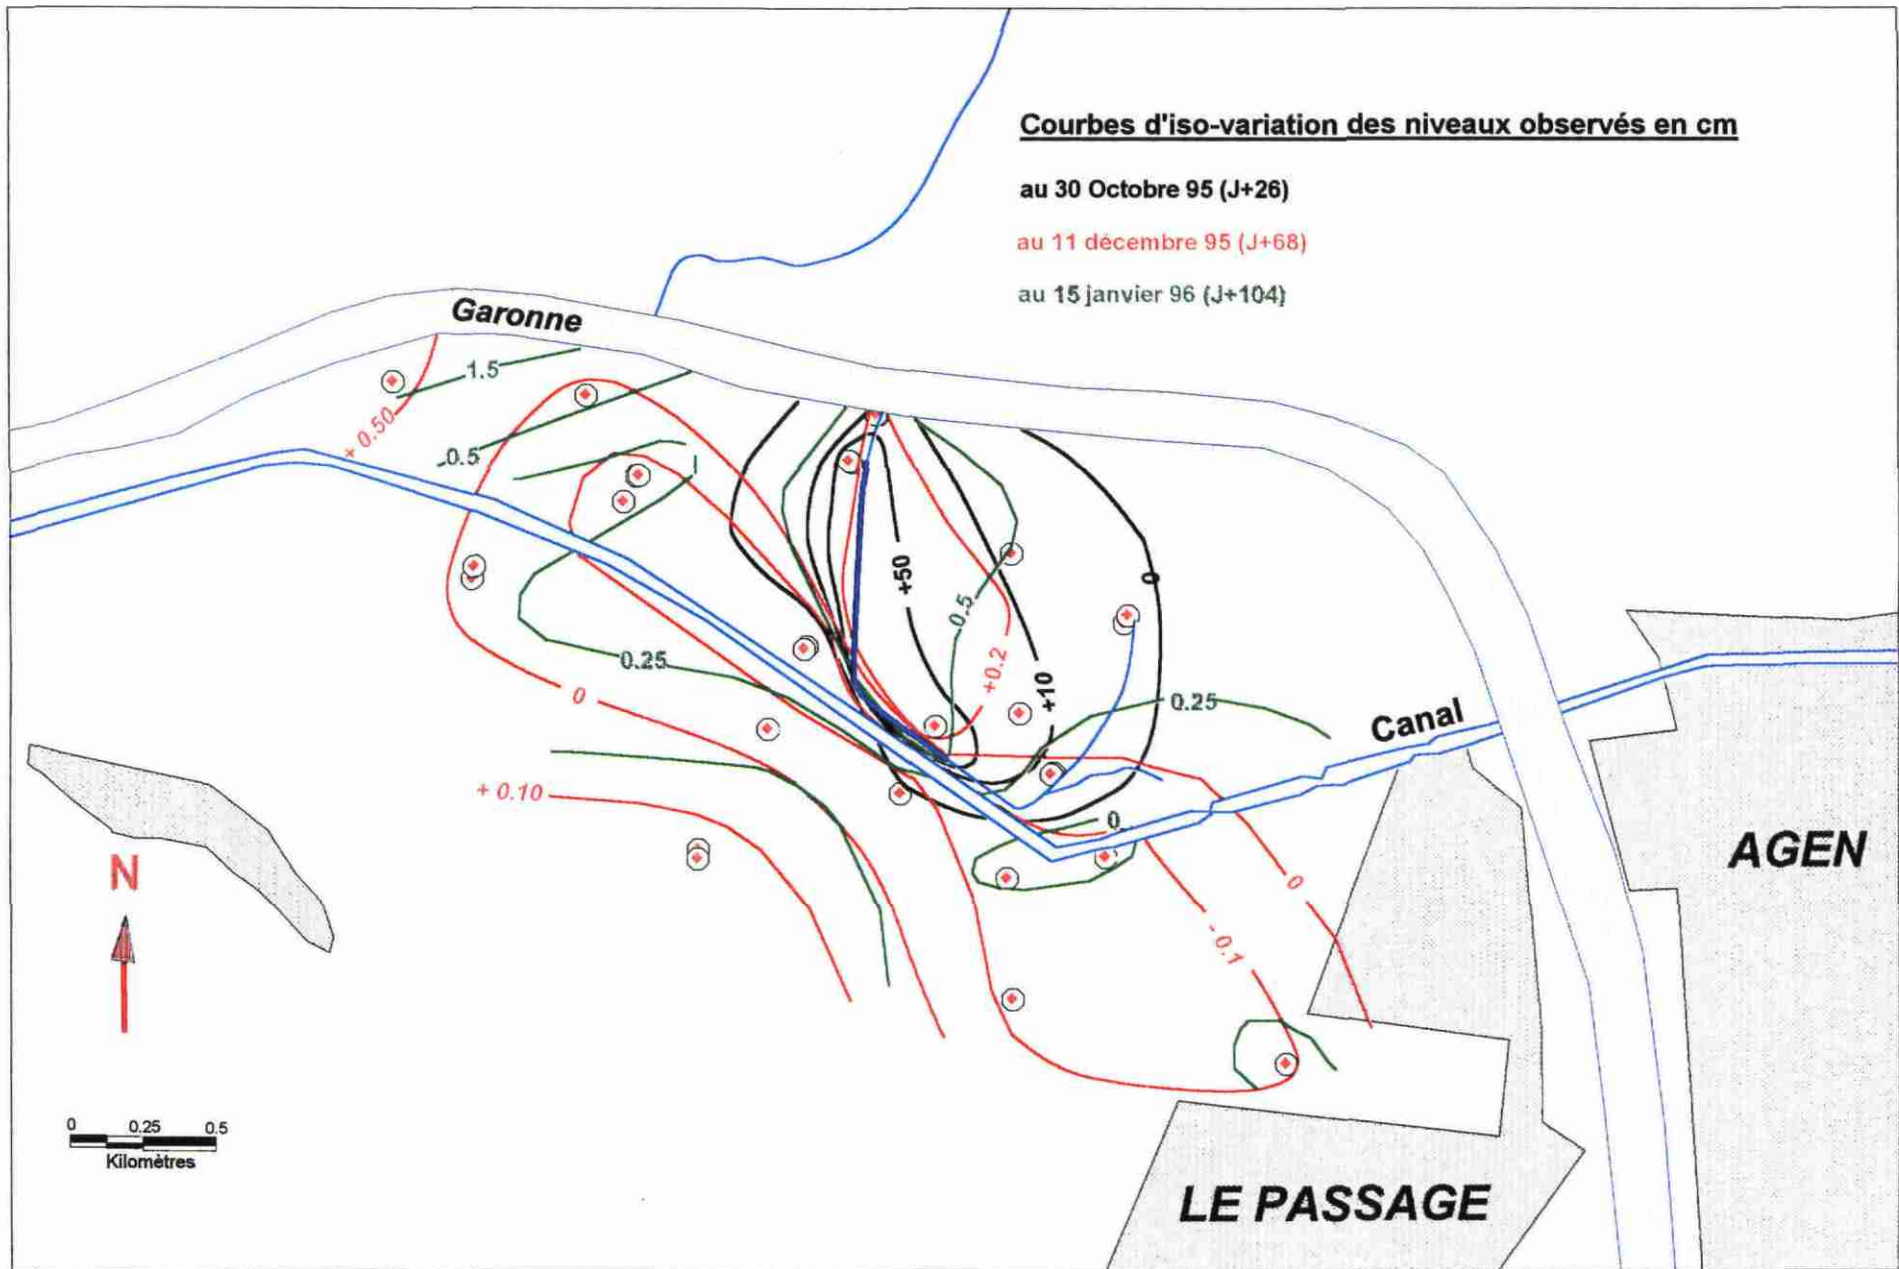 Courbes d'iso-variation des niveaux observés en cm
au 30 Octobre 95 (J+26)
au 11 décembre 95 (J+68)
au 15 janvier 96 (J+104)
Garonne
1.5
+ 0.50
0.5
+50
0
0.5
0.25
+0.2
0
+10
0.25
Canal
+ 0.10
0
AGEN
N
0
- 0.1
0 0.25 0.5
Kilomètres
LE PASSAGE